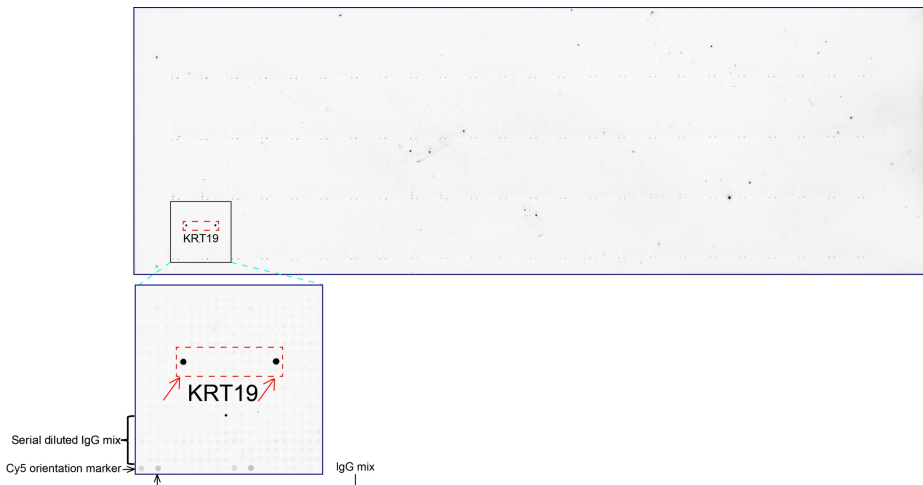 KRT19
KRT19
Serial diluted IgG mix
Cy5 orientation marker
IgG mix